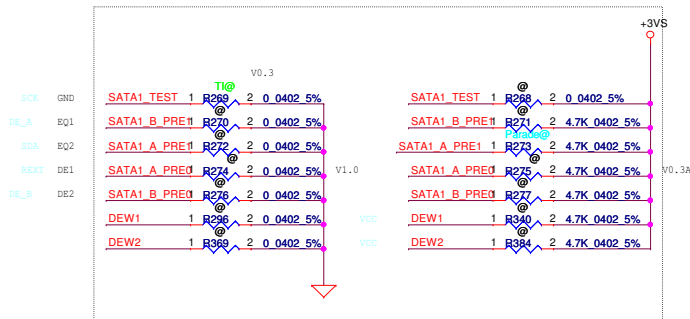 +3VS
V0.3
TI@ @
SCK GND SATA1_TEST 1 R269 2 0_0402_5% SATA1_TEST 1 R268 2 0_0402_5%
@ @
DE_A EQ1 SATA1_B_PRE1 1 R270 2 0_0402_5% SATA1_B_PRE1 1 R271 2 4.7K_0402_5%
@ Parade@
SDA EQ2 SATA1_A_PRE1 1 R272 2 0_0402_5% SATA1_A_PRE1 1 R273 2 4.7K_0402_5%
@ @
REXT DE1 SATA1_A_PRE0 1 R274 2 0_0402_5% V1.0 SATA1_A_PRE0 1 R275 2 4.7K_0402_5% V0.3A
@ @
DE_B DE2 SATA1_B_PRE0 1 R276 2 0_0402_5% SATA1_B_PRE0 1 R277 2 4.7K_0402_5%
@ @
DEW1 1 R296 2 0_0402_5% VCC DEW1 1 R340 2 4.7K_0402_5%
@ @
DEW2 1 R369 2 0_0402_5% VCC DEW2 1 R384 2 4.7K_0402_5%